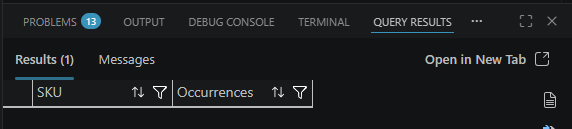 PROBLEMS 13 OUTPUT DEBUG CONSOLE TERMINAL QUERY RESULTS ...
Results (1) Messages Open in New Tab
SKU Occurrences